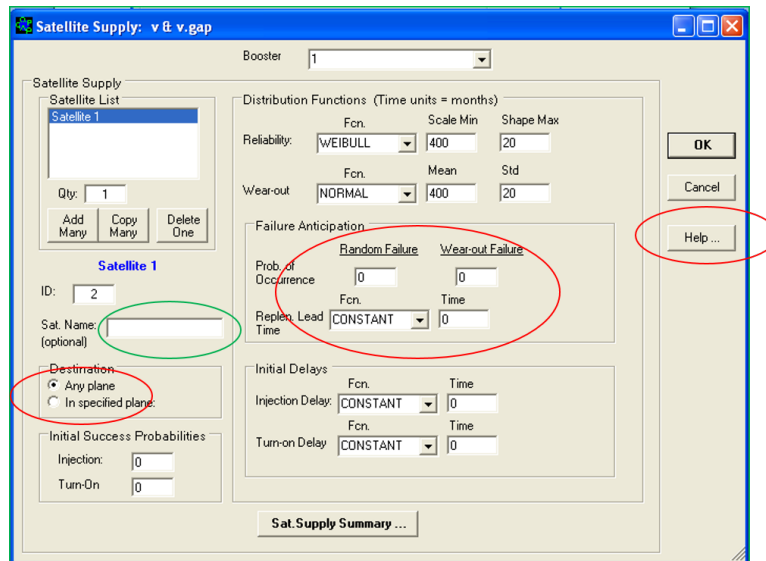 Satellite Supply: v & v.gap
Booster 1
Satellite Supply
Satellite List
Satellite 1
Qty: 1
Add Many
Copy Many
Delete One
Satellite 1
ID: 2
Sat. Name:
(optional)
Destination
Any plane
In specified plane:
Initial Success Probabilities
Injection: 0
Turn-On 0
Distribution Functions (Time units = months)
Fcn. Scale Min Shape Max
Reliability: WEIBULL 400 20
Fcn. Mean Std
Wear-out NORMAL 400 20
Failure Anticipation
Random Failure Wear-out Failure
Prob. of
Occurrence 0 0
Fcn. Time
Replen. Lead
Time CONSTANT 0
Initial Delays
Fcn. Time
Injection Delay: CONSTANT 0
Fcn. Time
Turn-on Delay CONSTANT 0
Sat.Supply Summary ...
OK
Cancel
Help ...